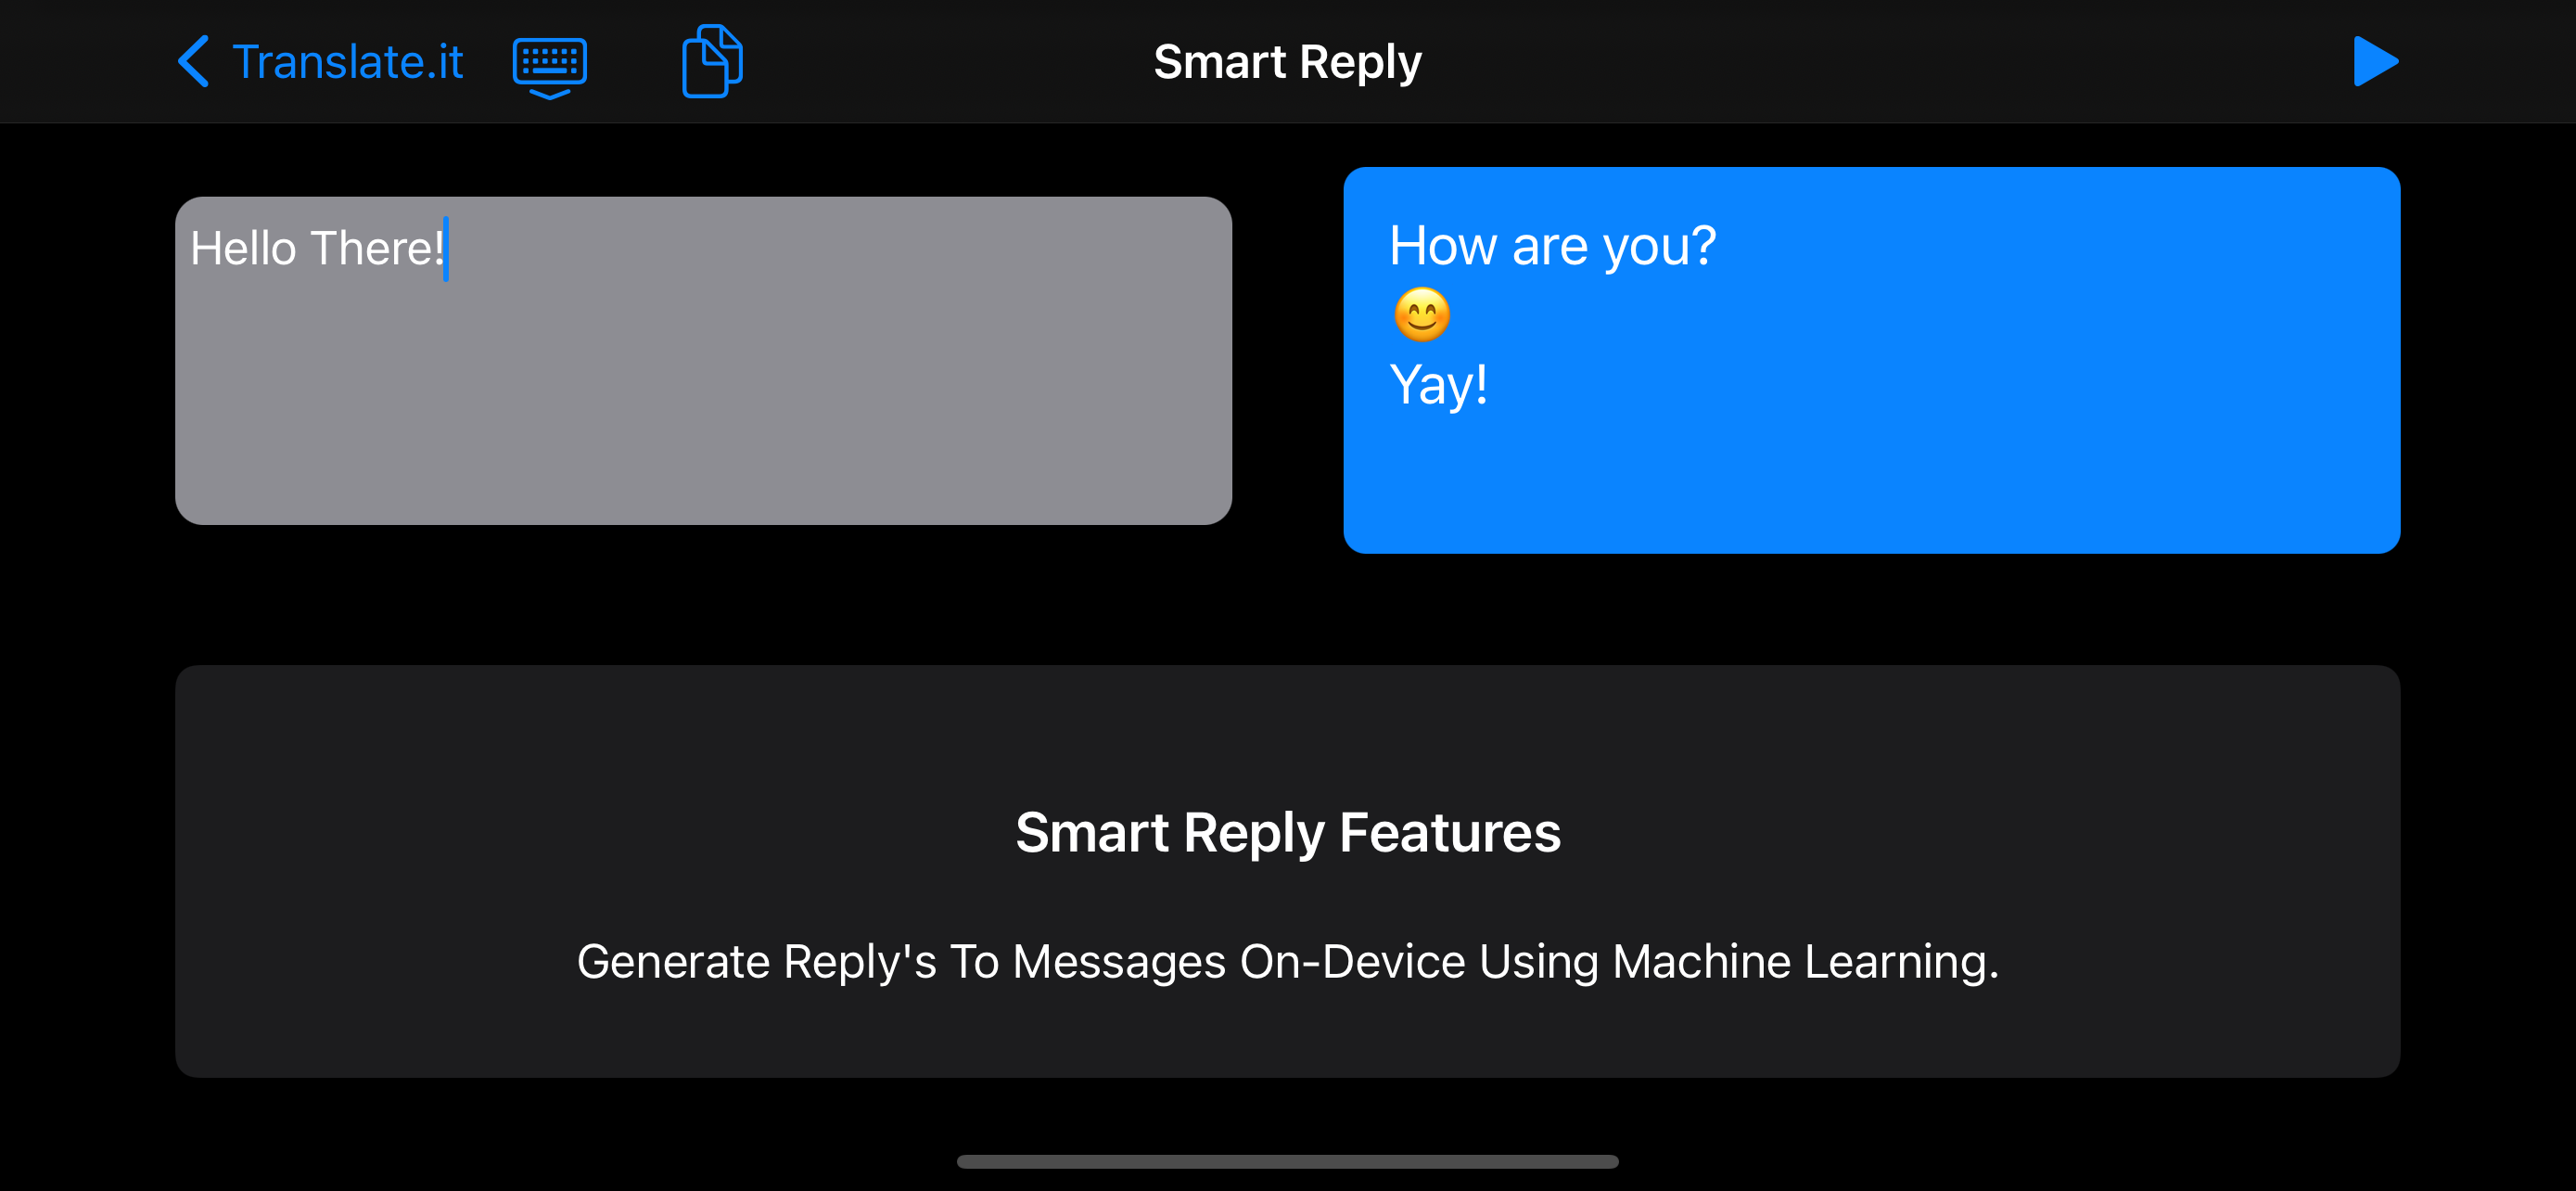 Translate.it
Smart Reply
Hello There!
How are you?
😊
Yay!
Smart Reply Features
Generate Reply's To Messages On-Device Using Machine Learning.